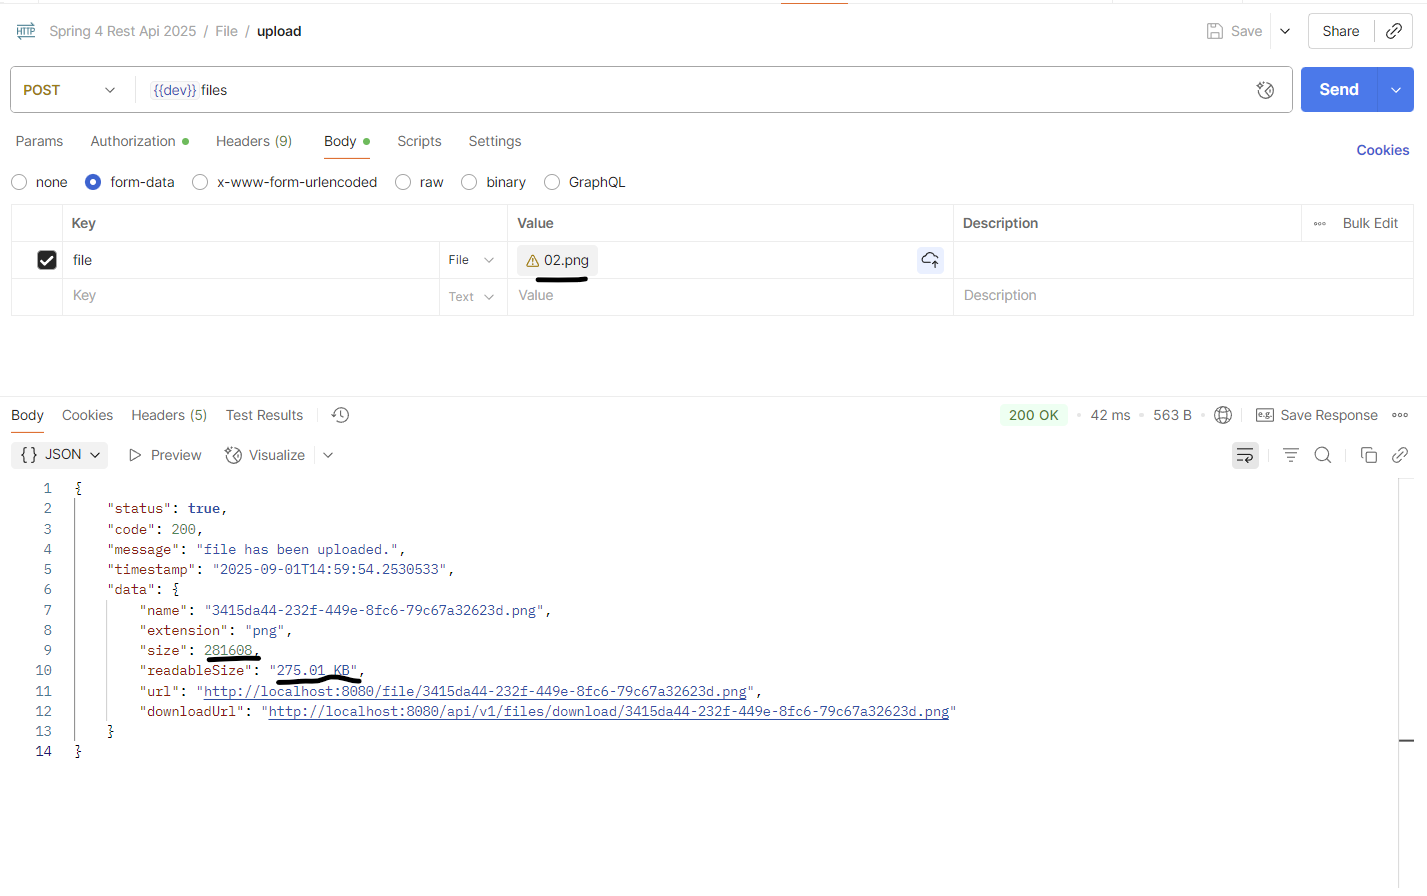 HTTP Spring 4 Rest Api 2025 / File / upload Save Share
POST {{dev}} files Send
Params Authorization Headers (9) Body Scripts Settings Cookies
none form-data x-www-form-urlencoded raw binary GraphQL
Key Value Description Bulk Edit
file File 02.png
Key Text Value Description
Body Cookies Headers (5) Test Results 200 OK 42 ms 563 B e.g. Save Response
{} JSON Preview Visualize
1 {
2 "status": true,
3 "code": 200,
4 "message": "file has been uploaded.",
5 "timestamp": "2025-09-01T14:59:54.2530533",
6 "data": {
7 "name": "3415da44-232f-449e-8fc6-79c67a32623d.png",
8 "extension": "png",
9 "size": 281608,
10 "readableSize": "275.01 KB",
11 "url": "http://localhost:8080/file/3415da44-232f-449e-8fc6-79c67a32623d.png",
12 "downloadUrl": "http://localhost:8080/api/v1/files/download/3415da44-232f-449e-8fc6-79c67a32623d.png"
13 }
14 }